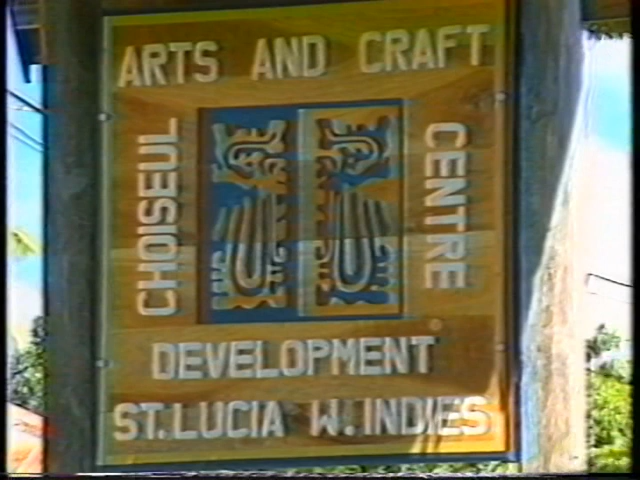 ARTS AND CRAFT
CHOISEUL
CENTRE
DEVELOPMENT
ST. LUCIA W. INDIES